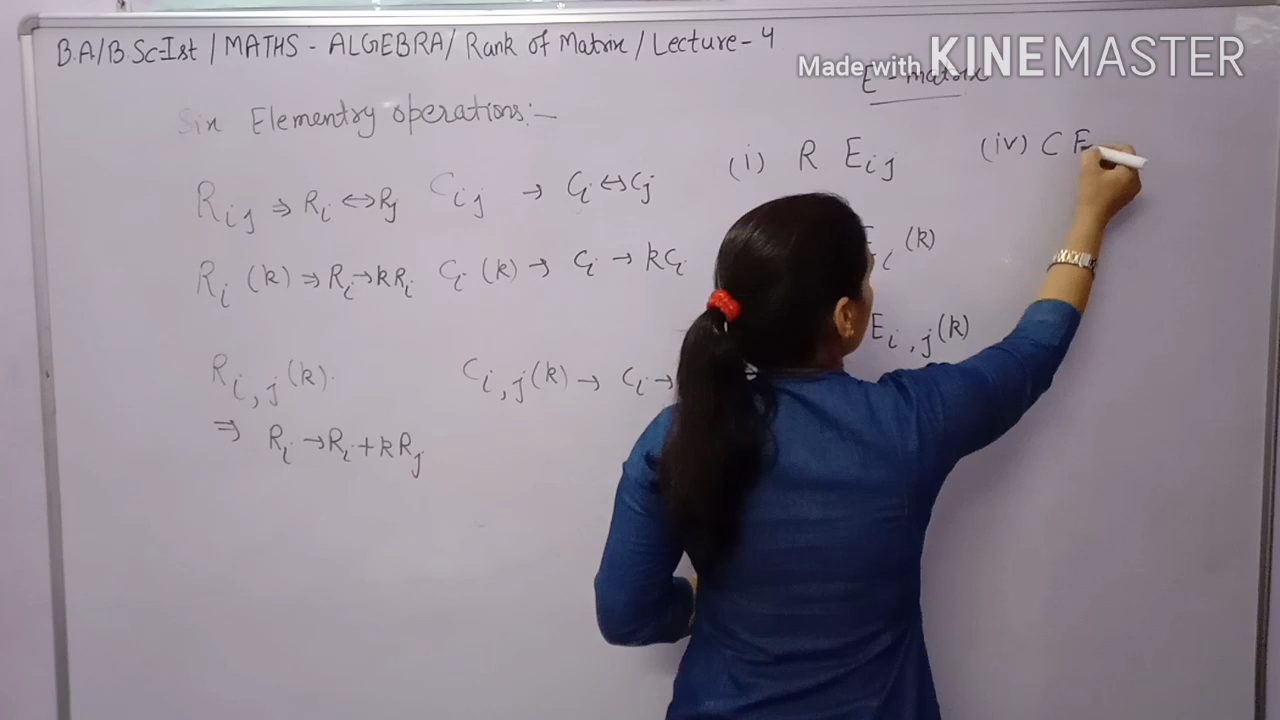 B.A/B.Sc-Ist / MATHS - ALGEBRA / Rank of Matrix / Lecture - 4
Made with KINEMASTER
E - matrix
Six Elementry operations:-
(i) R Eij
(iv) C E
Rij ⇒ Ri ↔ Rj Cij → Ci ↔ Cj
Ei (k)
Ri (k) ⇒ Ri → kRi Ci (k) → Ci → kCi
Ei,j (k)
Ri,j (k). Ci,j (k) → Ci →
⇒ Ri → Ri + kRj